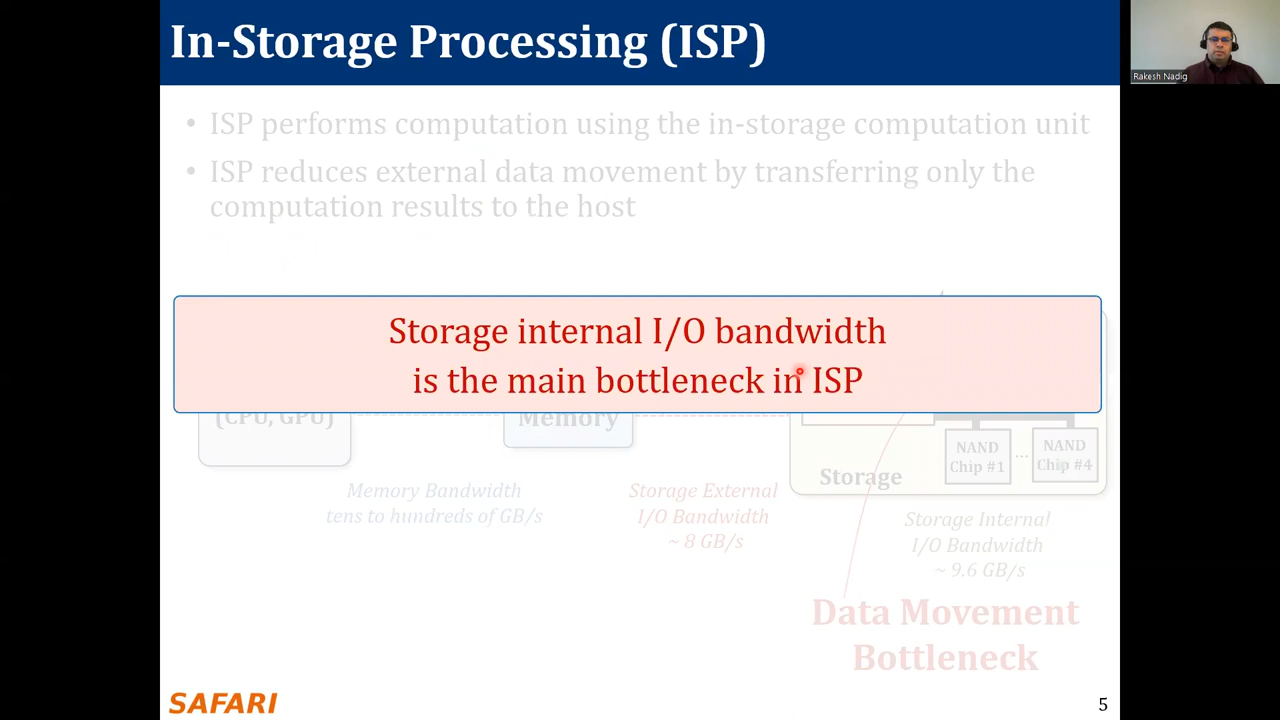 In-Storage Processing (ISP)
Rakesh Nadig
• ISP performs computation using the in-storage computation unit
• ISP reduces external data movement by transferring only the
computation results to the host
Storage internal I/O bandwidth
is the main bottleneck in ISP
(CPU, GPU)
Memory
NAND
Chip #1
...
NAND
Chip #4
Storage
Memory Bandwidth
tens to hundreds of GB/s
Storage External
I/O Bandwidth
~ 8 GB/s
Storage Internal
I/O Bandwidth
~ 9.6 GB/s
Data Movement
Bottleneck
SAFARI
5